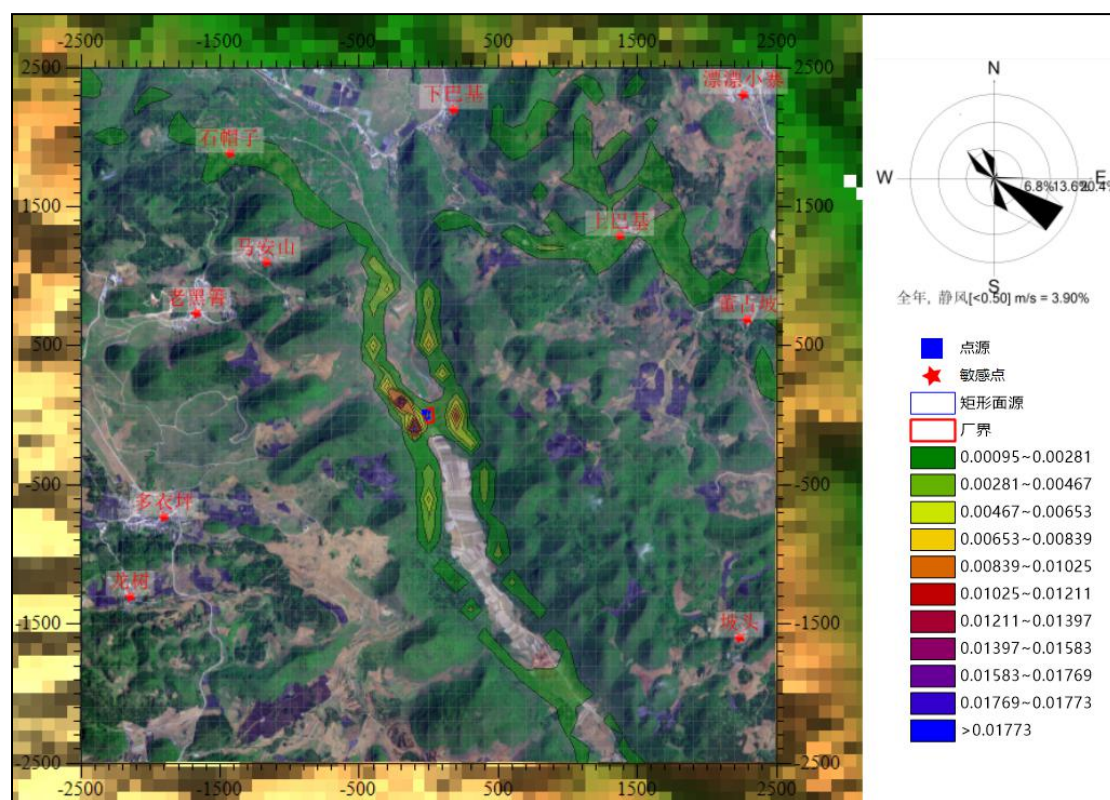 -2500 -1500 -500 500 1500 2500
2500 2500
漂漂小寨
下巴基
石帽子
1500 1500
上巴基
马安山
老黑箐
董占坡
500 500
-500 -500
多衣坪
龙树
-1500 -1500
坡头
-2500 -2500
-2500 -1500 -500 500 1500 2500
N
W E
6.8% 13.6% 20.4%
S
全年, 静风[<0.50] m/s = 3.90%
点源
敏感点
矩形面源
厂界
0.00095~0.00281
0.00281~0.00467
0.00467~0.00653
0.00653~0.00839
0.00839~0.01025
0.01025~0.01211
0.01211~0.01397
0.01397~0.01583
0.01583~0.01769
0.01769~0.01773
>0.01773